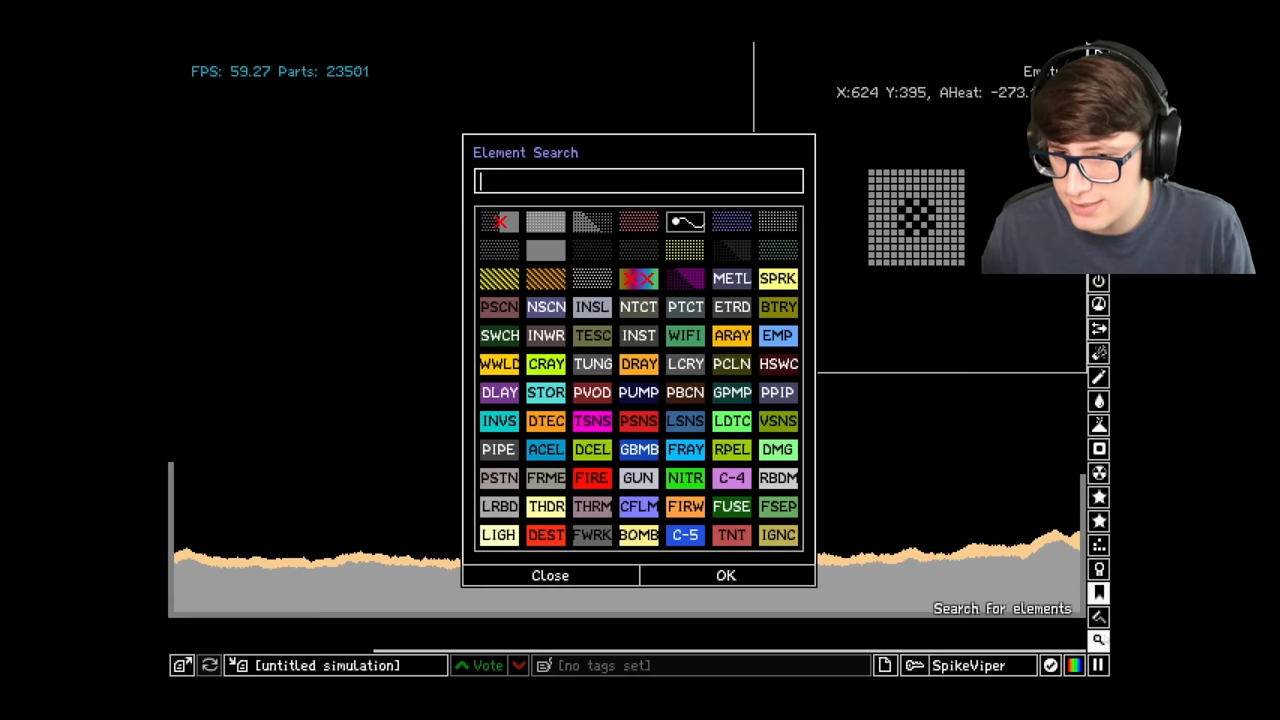 FPS: 59.27 Parts: 23501
X:624 Y:395, AHeat: -273.
Element Search
METL SPRK
PSCN NSCN INSL NTCT PTCT ETRD BTRY
SWCH INWR TESC INST WIFI ARAY EMP
WWLD CRAY TUNG DRAY LCRY PCLN HSWC
DLAY STOR PVOD PUMP PBCN GPMP PPIP
INVS DTEC TSNS PSNS LSNS LDTC VSNS
PIPE ACEL DCEL GBMB FRAY RPEL DMG
PSTN FRME FIRE GUN NITR C-4 RBDM
LRBD THDR THRM CFLM FIRW FUSE FSEP
LIGH DEST FWRK BOMB C-5 TNT IGNC
Close OK
Search for elements
[untitled simulation] Vote [no tags set] SpikeViper